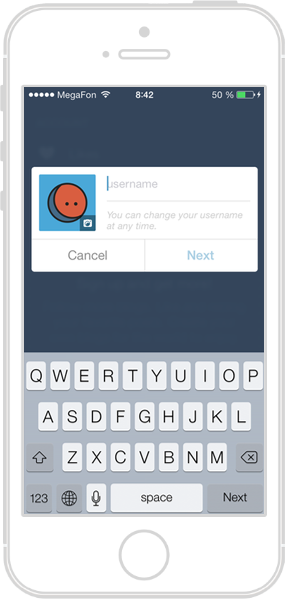 MegaFon 8:42 50 %
username
You can change your username
at any time.
Cancel Next
Q W E R T Y U I O P
A S D F G H J K L
Z X C V B N M
123 space Next